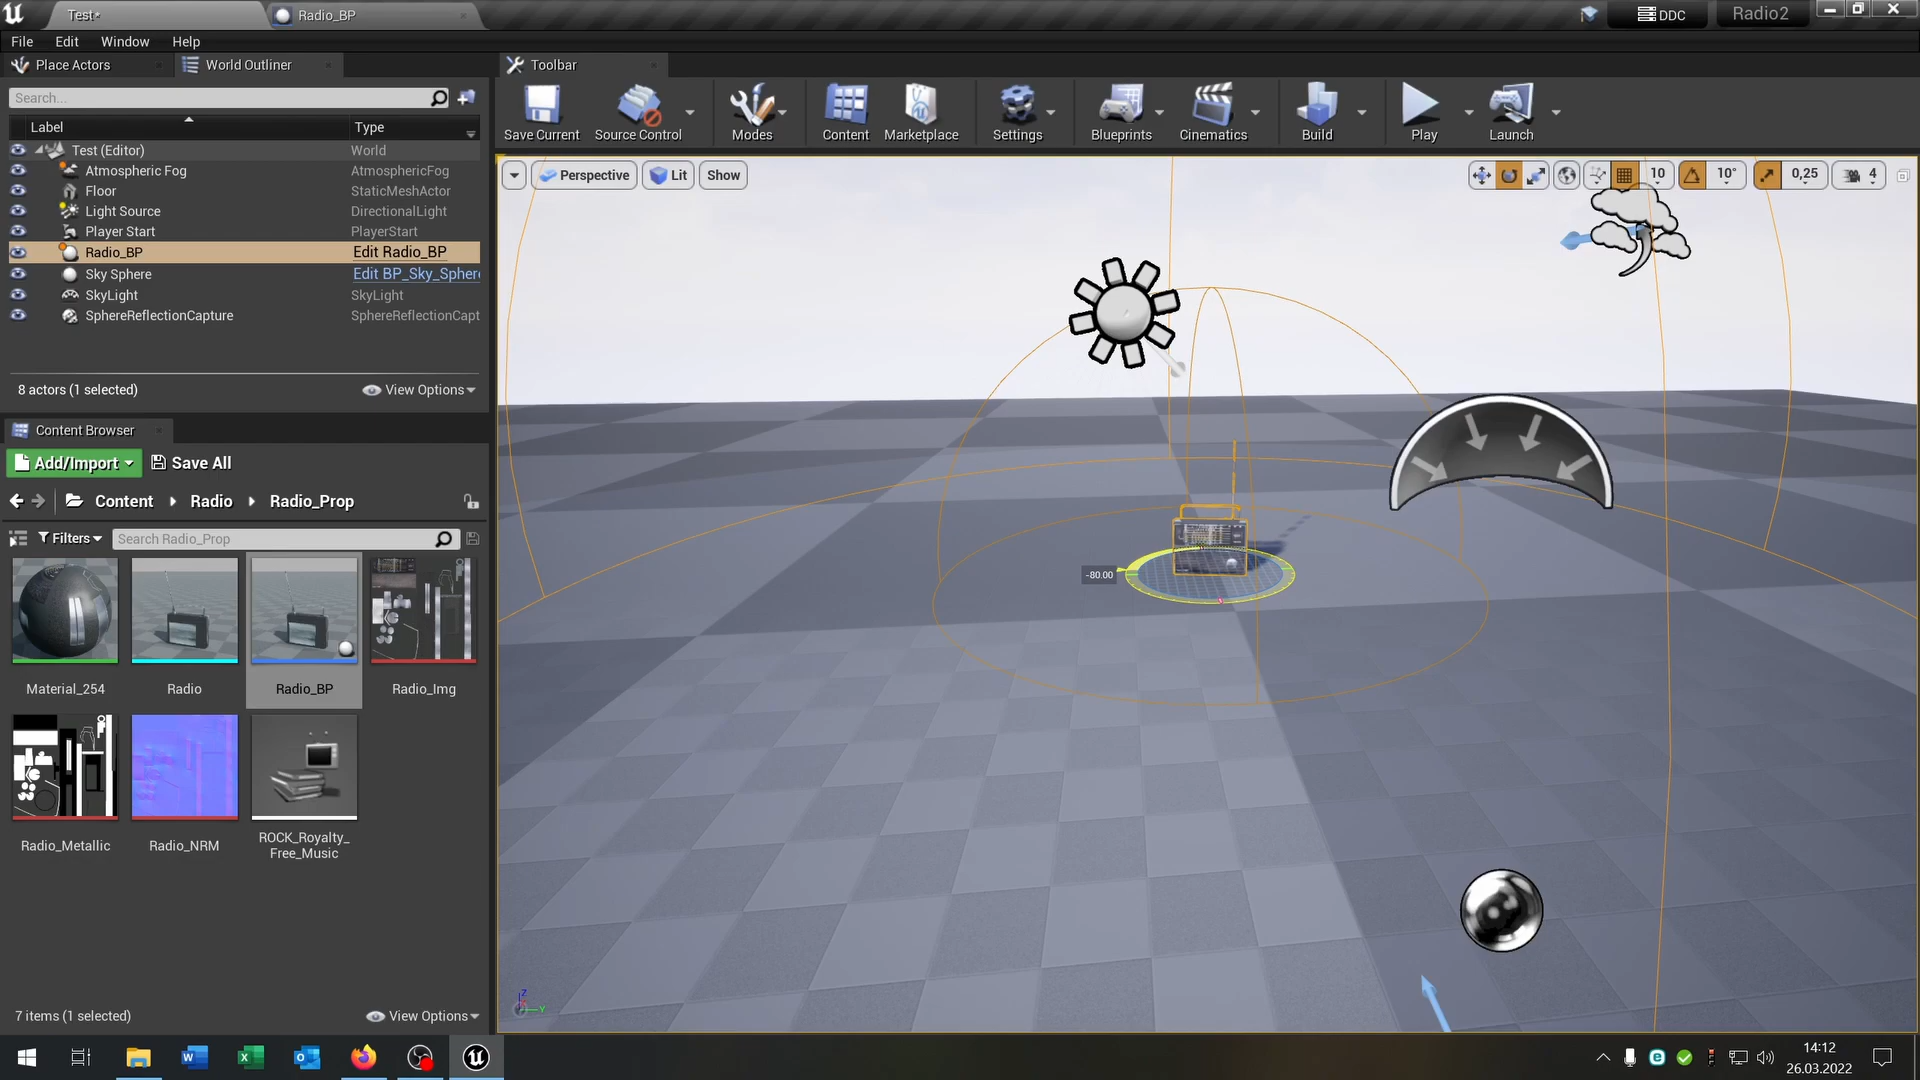 Test*
Radio_BP
DDC
Radio2
File Edit Window Help
Place Actors
World Outliner
Toolbar
Search...
Save Current
Source Control
Modes
Content
Marketplace
Settings
Blueprints
Cinematics
Build
Play
Launch
Label Type
Test (Editor) World
Atmospheric Fog AtmosphericFog
Floor StaticMeshActor
Light Source DirectionalLight
Player Start PlayerStart
Radio_BP Edit Radio_BP
Sky Sphere Edit BP_Sky_Sphere
SkyLight SkyLight
SphereReflectionCapture SphereReflectionCapt
8 actors (1 selected)
View Options
Perspective
Lit
Show
10
10°
0,25
4
-80.00
Z
Y
Content Browser
Add/Import
Save All
Content
Radio
Radio_Prop
Filters
Search Radio_Prop
Material_254
Radio
Radio_BP
Radio_Img
Radio_Metallic
Radio_NRM
ROCK_Royalty_
Free_Music
7 items (1 selected)
View Options
14:12
26.03.2022